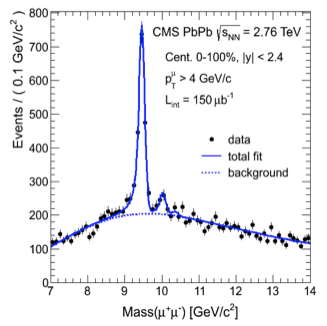 CMS PbPb √sNN = 2.76 TeV
Cent. 0-100%, |y| < 2.4
pTμ > 4 GeV/c
Lint = 150 μb-1
data
total fit
background
Events / ( 0.1 GeV/c2 )
800
700
600
500
400
300
200
100
0
7 8 9 10 11 12 13 14
Mass(μ+μ-) [GeV/c2]